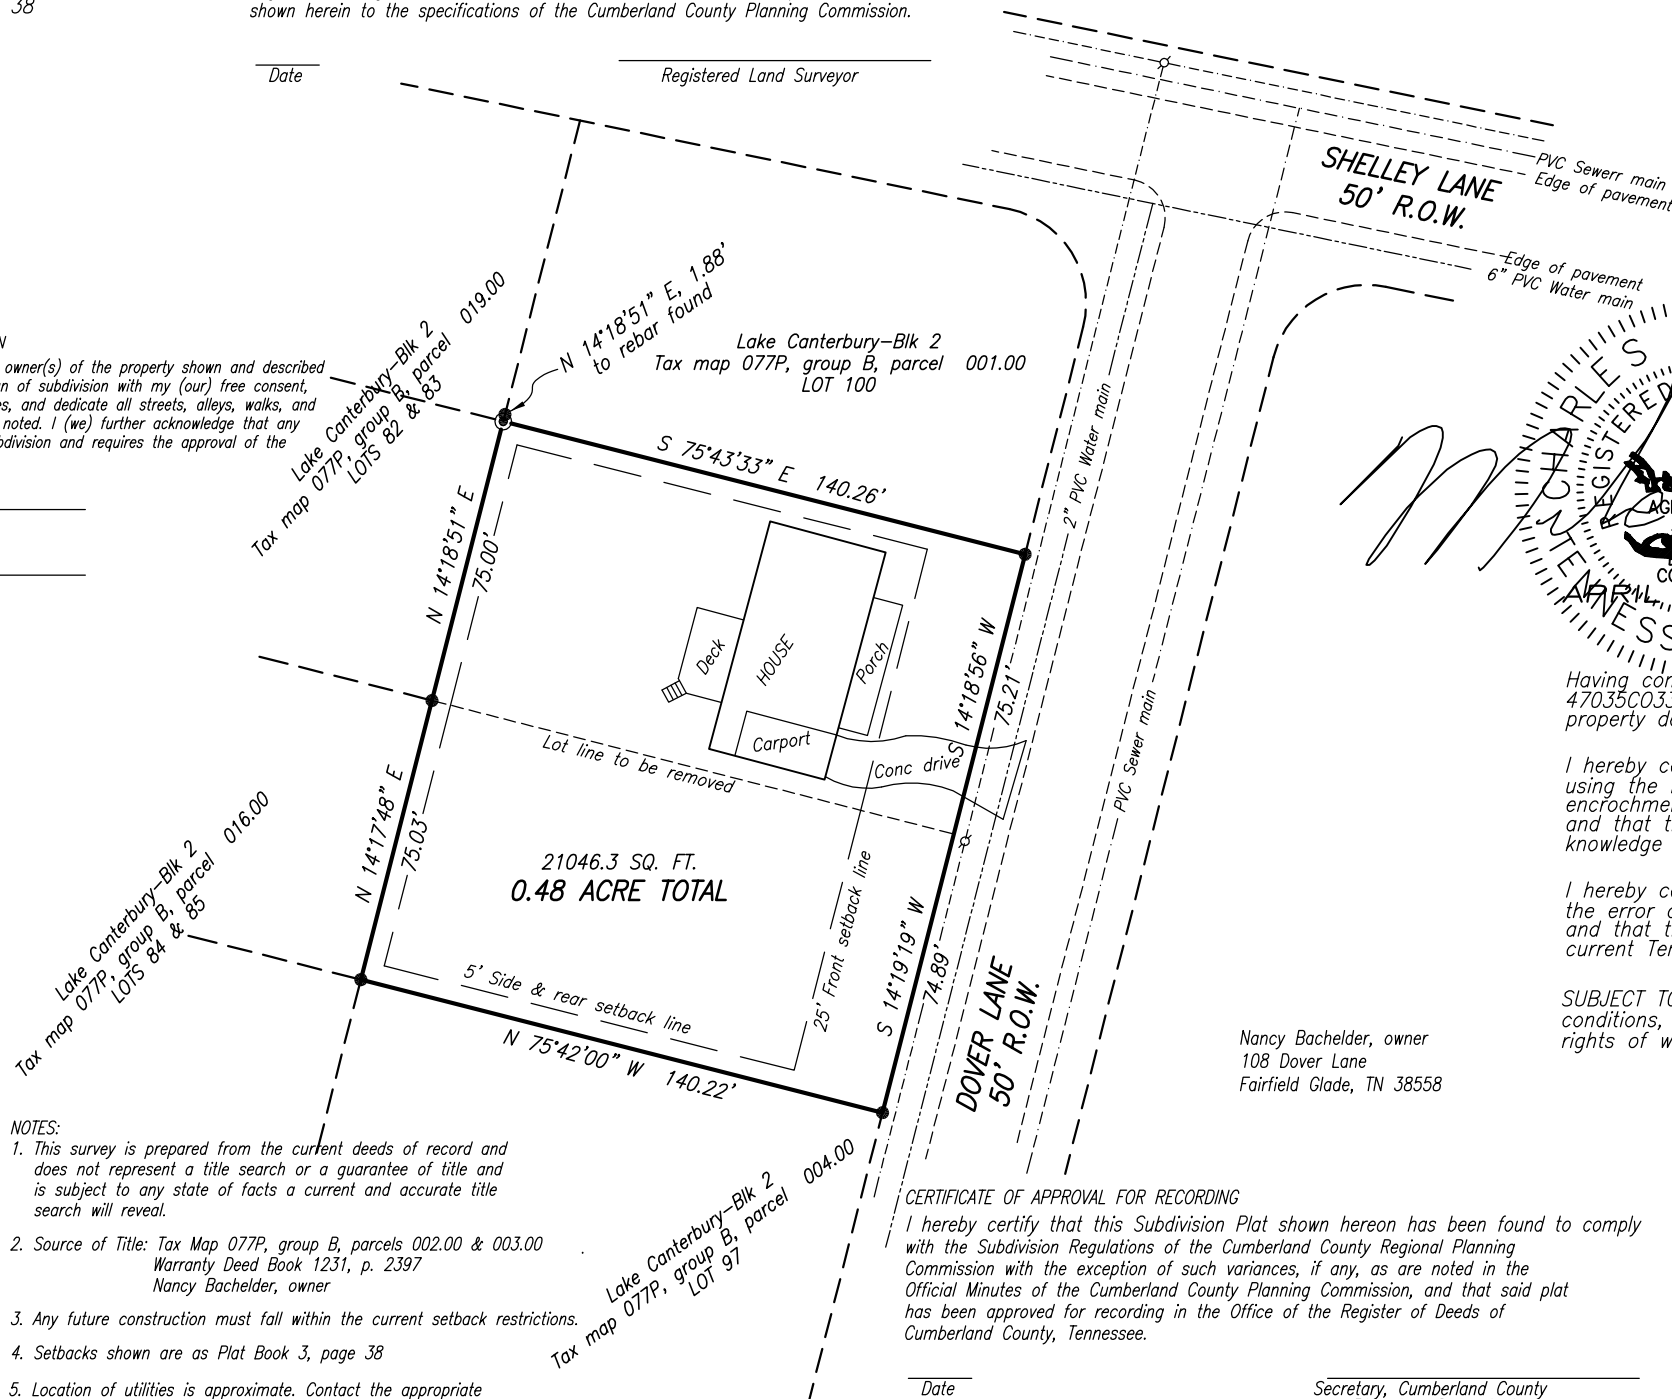 38
shown herein to the specifications of the Cumberland County Planning Commission.
Date
Registered Land Surveyor
SHELLEY LANE
50' R.O.W.
PVC Sewerr main
Edge of pavement
Edge of pavement
6" PVC Water main
N 14°18'51" E, 1.88'
to rebar found
Lake Canterbury-Blk 2
Tax map 077P, group B, parcel 019.00
LOTS 82 & 83
Lake Canterbury-Blk 2
Tax map 077P, group B, parcel 001.00
LOT 100
owner(s) of the property shown and described
of subdivision with my (our) free consent,
and dedicate all streets, alleys, walks, and
noted. I (we) further acknowledge that any
and requires the approval of the
S 75°43'33" E 140.26'
2" PVC Water main
N 14°18'51" E
75.00'
Deck
HOUSE
Porch
Carport
Conc drive
S 14°18'56" W
75.21'
Lot line to be removed
PVC Sewer main
N 14°17'48" E
75.03'
21046.3 SQ. FT.
0.48 ACRE TOTAL
25' Front setback line
S 14°19'19" W
74.89'
5' Side & rear setback line
N 75°42'00" W 140.22'
DOVER LANE
50' R.O.W.
Lake Canterbury-Blk 2
Tax map 077P, group B, parcel 016.00
LOTS 84 & 85
Lake Canterbury-Blk 2
Tax map 077P, group B, parcel 004.00
LOT 97
CHARLES
REGISTERED
APRIL
Having
47035C033
property
I hereby
using the
and that
knowledge
I hereby
the error
and that
current
SUBJECT TO
conditions,
rights of
Nancy Bachelder, owner
108 Dover Lane
Fairfield Glade, TN 38558
NOTES:
1. This survey is prepared from the current deeds of record and
does not represent a title search or a guarantee of title and
is subject to any state of facts a current and accurate title
search will reveal.
2. Source of Title: Tax Map 077P, group B, parcels 002.00 & 003.00
Warranty Deed Book 1231, p. 2397
Nancy Bachelder, owner
3. Any future construction must fall within the current setback restrictions.
4. Setbacks shown are as Plat Book 3, page 38
5. Location of utilities is approximate. Contact the appropriate
CERTIFICATE OF APPROVAL FOR RECORDING
I hereby certify that this Subdivision Plat shown hereon has been found to comply
with the Subdivision Regulations of the Cumberland County Regional Planning
Commission with the exception of such variances, if any, as are noted in the
Official Minutes of the Cumberland County Planning Commission, and that said plat
has been approved for recording in the Office of the Register of Deeds of
Cumberland County, Tennessee.
Date
Secretary, Cumberland County